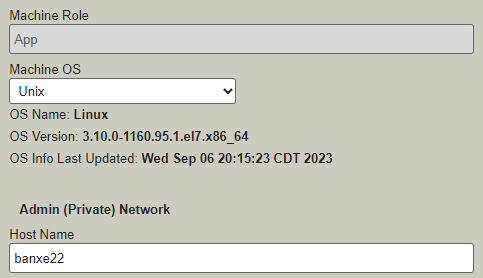 Machine Role
App
Machine OS
Unix
OS Name: Linux
OS Version: 3.10.0-1160.95.1.el7.x86_64
OS Info Last Updated: Wed Sep 06 20:15:23 CDT 2023
Admin (Private) Network
Host Name
banxe22